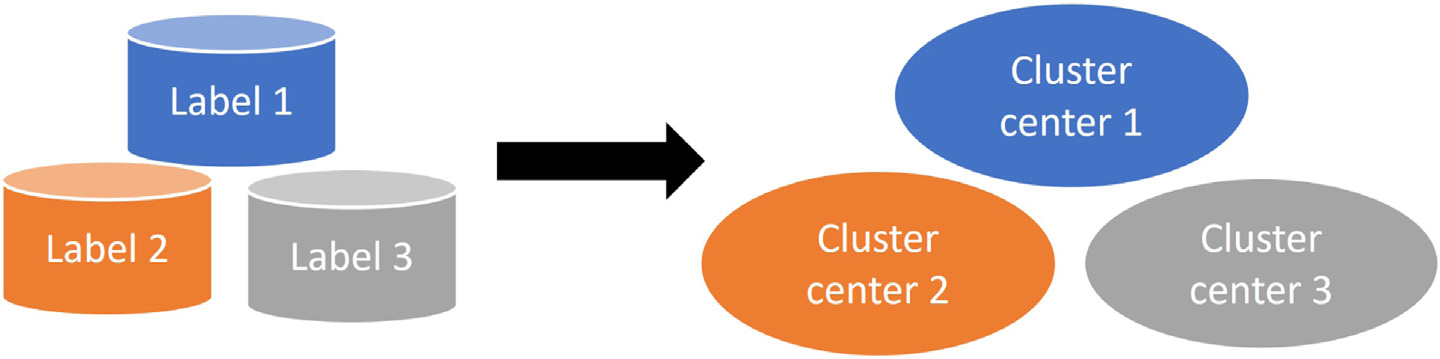 Label 1
Label 2
Label 3
Cluster
center 1
Cluster
center 2
Cluster
center 3